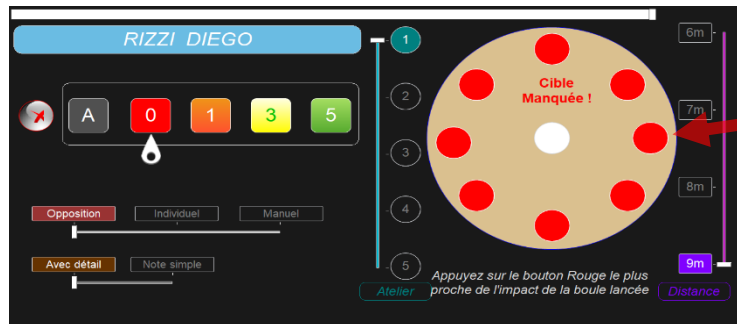 RIZZI DIEGO
A
0
1
3
5
Opposition
Individuel
Manuel
Avec détail
Note simple
1
2
3
4
5
Atelier
Cible
Manquée !
Appuyez sur le bouton Rouge le plus
proche de l'impact de la boule lancée
6m
7m
8m
9m
Distance